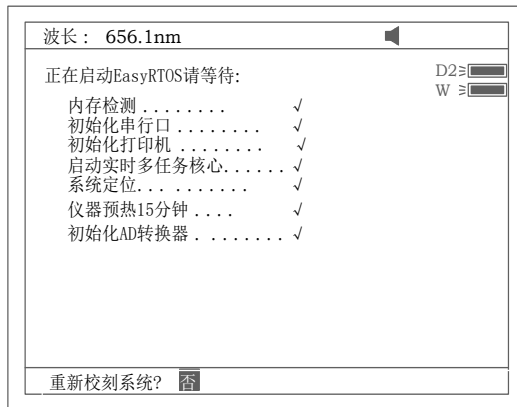 波长： 656.1nm
正在启动EasyRTOS请等待:
D2
W
内存检测 . . . . . . . . √
初始化串行口 . . . . . . . . √
初始化打印机 . . . . . . . . √
启动实时多任务核心. . . . . . √
系统定位. . . . . . . . . . √
仪器预热15分钟 . . . . √
初始化AD转换器 . . . . . . . . √
重新校刻系统? 否